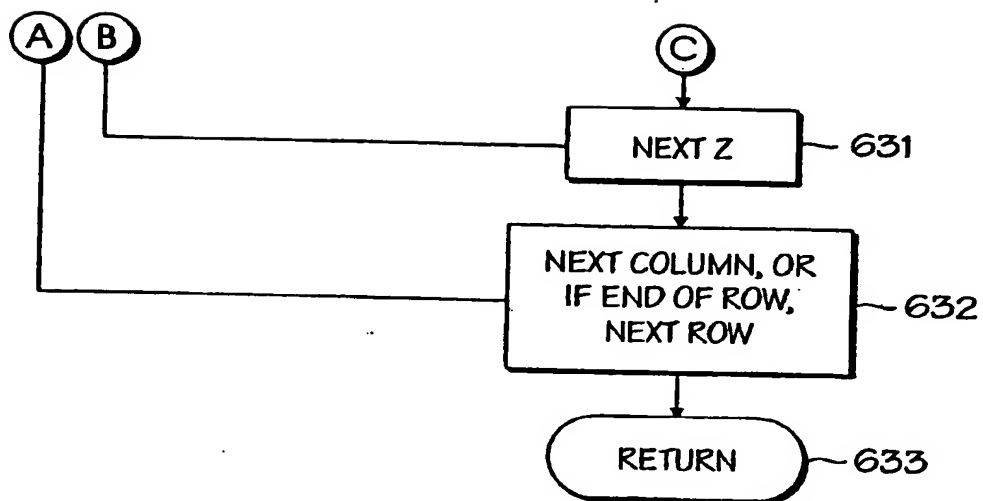 A B
C
NEXT Z
631
NEXT COLUMN, OR
IF END OF ROW,
NEXT ROW
632
RETURN
633